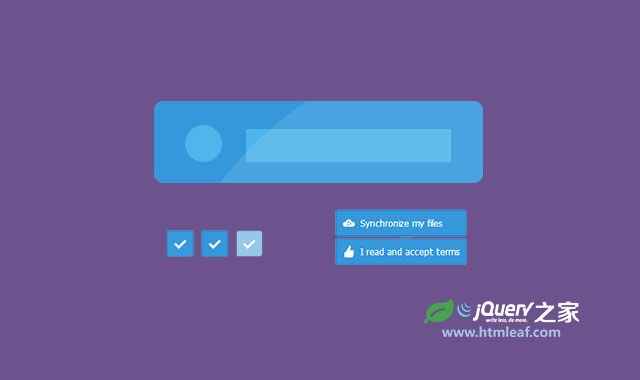 Synchronize my files
I read and accept terms
jQuery之家
write less, do more.
www.htmleaf.com